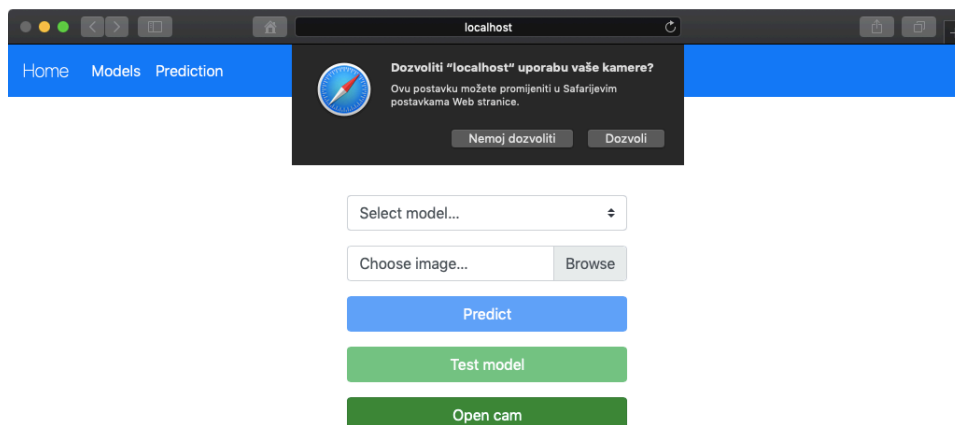 localhost
Home Models Prediction
Dozvoliti “localhost“ uporabu vaše kamere?
Ovu postavku možete promijeniti u Safarijevim
postavkama Web stranice.
Nemoj dozvoliti Dozvoli
Select model...
Choose image... Browse
Predict
Test model
Open cam